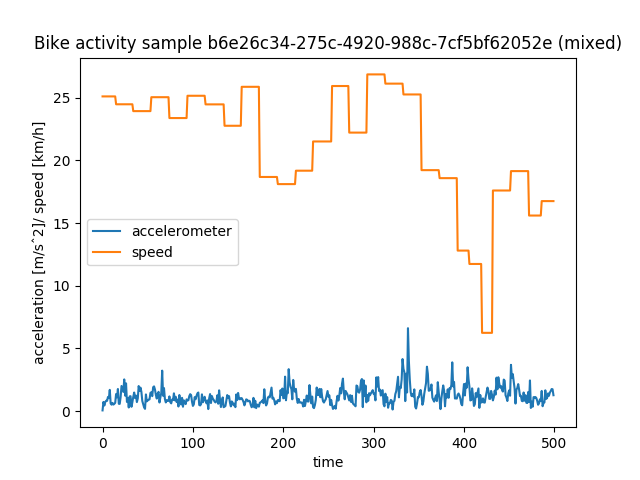 Bike activity sample b6e26c34-275c-4920-988c-7cf5bf62052e (mixed)
acceleration [m/s^2]/ speed [km/h]
25
20
15
10
5
0
accelerometer
speed
0 100 200 300 400 500
time